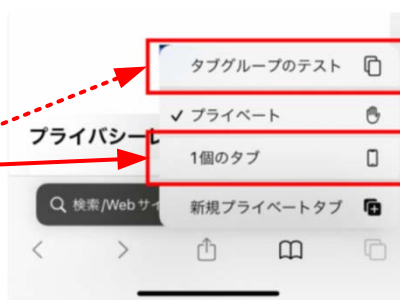 タブグループのテスト
プライベート
プライバシー
1個のタブ
検索/Webサイ
新規プライベートタブ